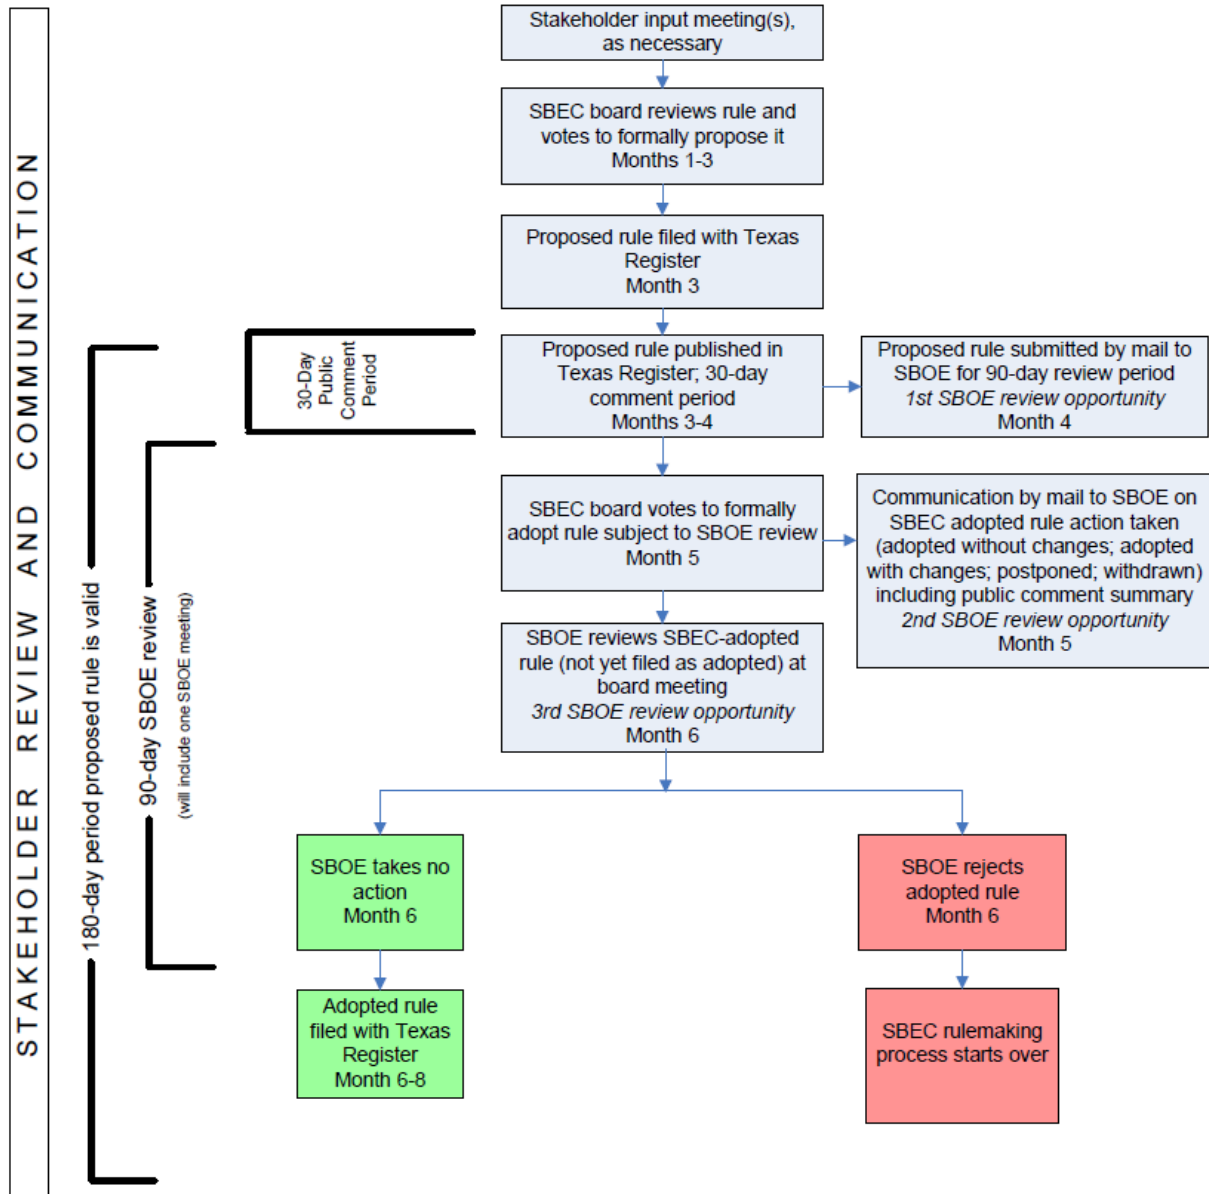 STAKEHOLDER REVIEW AND COMMUNICATION
180-day period proposed rule is valid
90-day SBOE review
(will include one SBOE meeting)
30-Day
Public
Comment
Period
Stakeholder input meeting(s),
as necessary
SBEC board reviews rule and
votes to formally propose it
Months 1-3
Proposed rule filed with Texas
Register
Month 3
Proposed rule published in
Texas Register; 30-day
comment period
Months 3-4
Proposed rule submitted by mail to
SBOE for 90-day review period
1st SBOE review opportunity
Month 4
SBEC board votes to formally
adopt rule subject to SBOE review
Month 5
Communication by mail to SBOE on
SBEC adopted rule action taken
(adopted without changes; adopted
with changes; postponed; withdrawn)
including public comment summary
2nd SBOE review opportunity
Month 5
SBOE reviews SBEC-adopted
rule (not yet filed as adopted) at
board meeting
3rd SBOE review opportunity
Month 6
SBOE takes no
action
Month 6
SBOE rejects
adopted rule
Month 6
Adopted rule
filed with Texas
Register
Month 6-8
SBEC rulemaking
process starts over